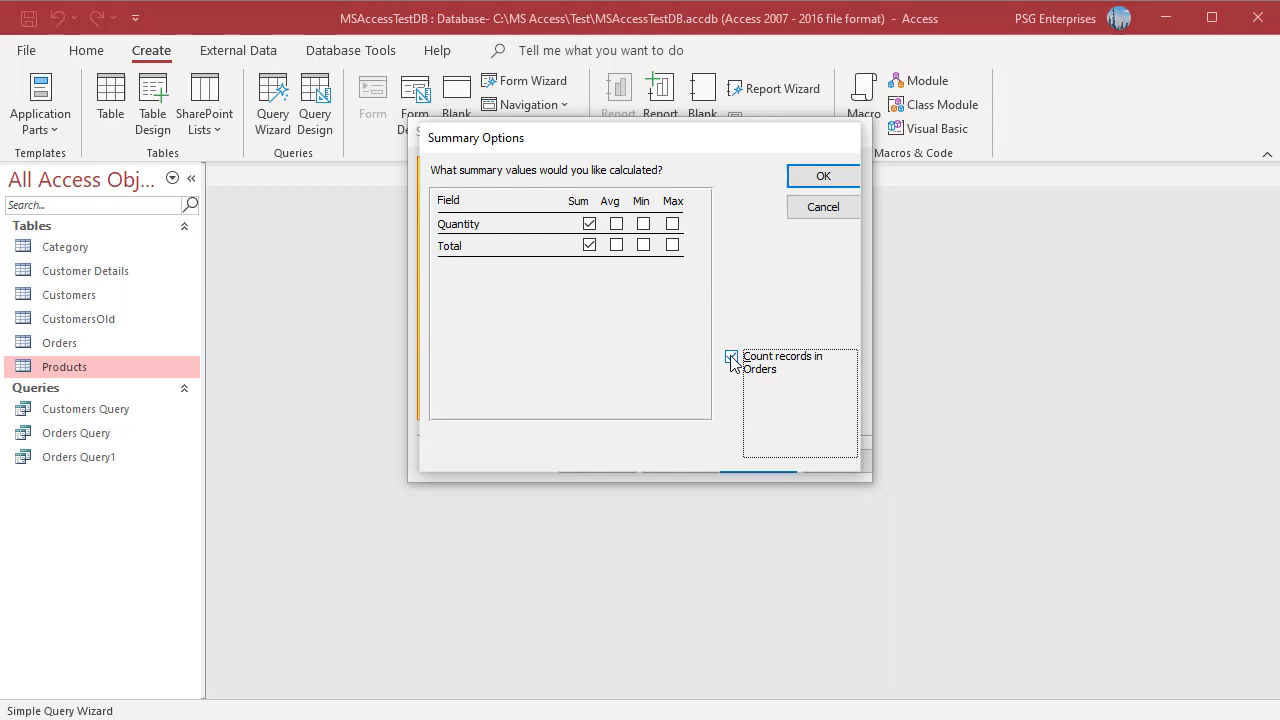 MSAccessTestDB : Database- C:\MS Access\Test\MSAccessTestDB.accdb (Access 2007 - 2016 file format) - Access
PSG Enterprises
File Home Create External Data Database Tools Help Tell me what you want to do
Application Parts
Table
Table Design
SharePoint Lists
Query Wizard
Query Design
Form
Form
Blank
Form Wizard
Navigation
Report
Report
Blank
Report Wizard
Macro
Module
Class Module
Visual Basic
Templates
Tables
Queries
Macros & Code
All Access Obj...
Search...
Tables
Category
Customer Details
Customers
CustomersOld
Orders
Products
Queries
Customers Query
Orders Query
Orders Query1
Summary Options
What summary values would you like calculated?
Field Sum Avg Min Max
Quantity
Total
OK
Cancel
Count records in
Orders
Simple Query Wizard